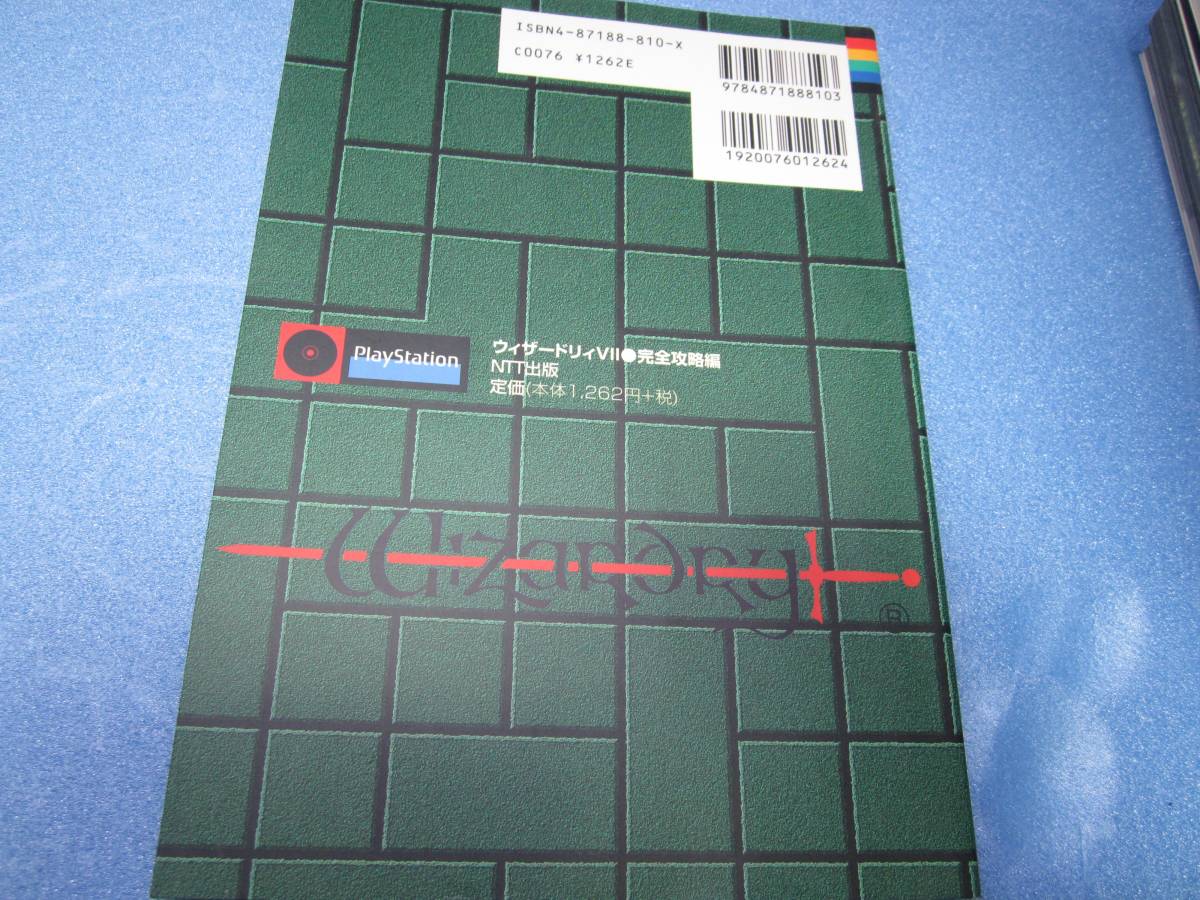 ISBN4-87188-810-X
C0076 ¥1262E
9784871888103
1920076012624
PlayStation
ウィザードリィVII●完全攻略編
NTT出版
定価(本体1,262円+税)
Wizardry
®